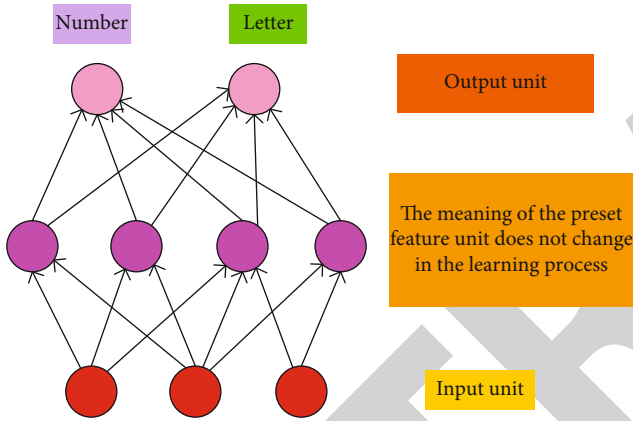 Number
Letter
Output unit
The meaning of the preset
feature unit does not change
in the learning process
Input unit